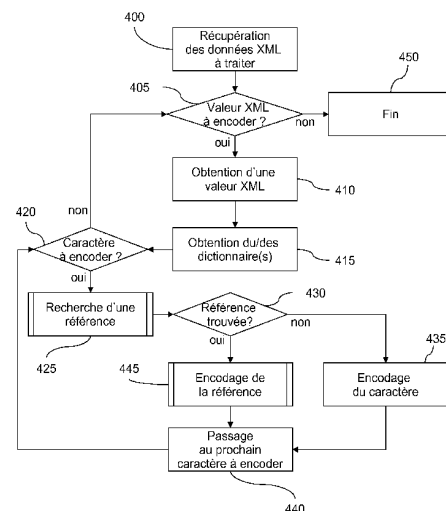 400
Récupération
des données XML
à traiter
405
450
Valeur XML
à encoder ?
non
Fin
oui
Obtention d'une
valeur XML
410
non
420
Caractère
à encoder ?
Obtention du/des
dictionnaire(s)
415
oui
430
Recherche d'une
référence
Référence
trouvée?
non
425
oui
435
445
Encodage de
la référence
Encodage
du caractère
Passage
au prochain
caractère à encoder
440